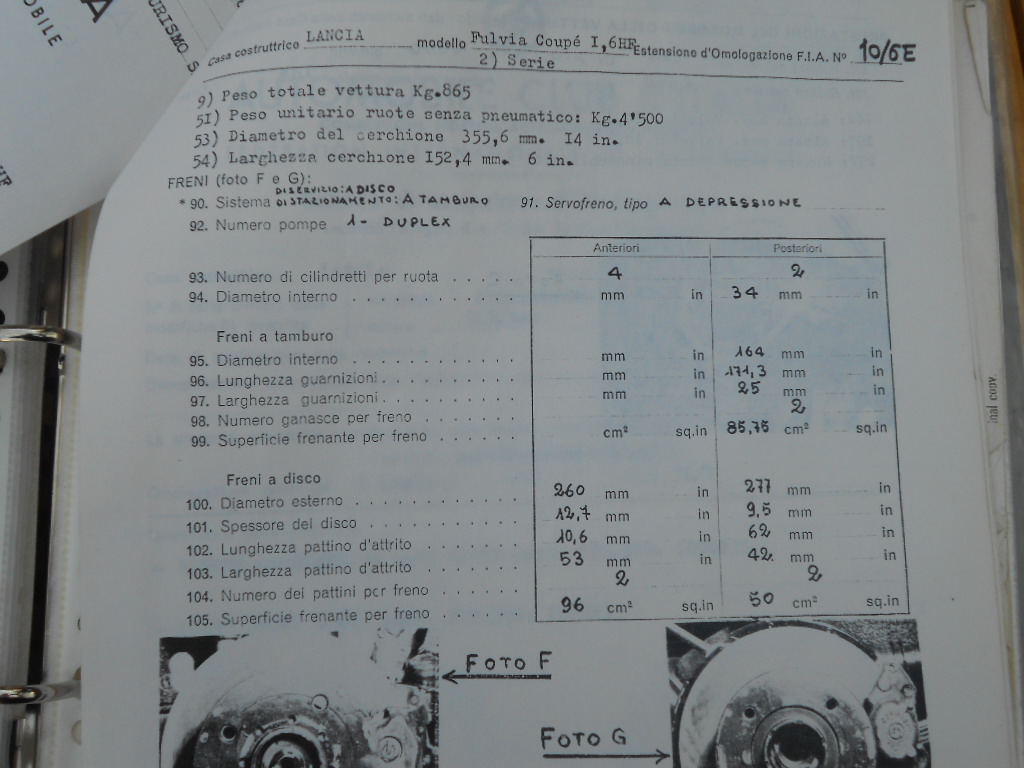 OBILE
A
URISMO S
HF
Casa costruttrico LANCIA modello Fulvia Coupé I,6HF Estensione d'Omologazione F.I.A. Nº 10/6E
2) Serie
9) Peso totale vettura Kg.865
5I) Peso unitario ruote senza pneumatico: Kg.4'500
53) Diametro del cerchione 355,6 mm. I4 in.
54) Larghezza cerchione I52,4 mm. 6 in.
FRENI (foto F e G):
DISERVIZIO: A DISCO
* 90. Sistema DISTAZIONAMENTO: A TAMBURO 91. Servofreno, tipo A DEPRESSIONE
92. Numero pompe 1 - DUPLEX
Anteriori Posteriori
93. Numero di cilindretti per ruota . . . . . 4 2
94. Diametro interno . . . . . . . . . . . . mm in 34 mm in
Freni a tamburo
95. Diametro interno . . . . . . . . . . . . mm in 164 mm in
96. Lunghezza guarnizioni . . . . . . . . . . mm in 171,3 mm in
97. Larghezza guarnizioni . . . . . . . . . . mm in 25 mm in
98. Numero ganasce per freno . . . . . . . 2
99. Superficie frenante per freno . . . . . . cm² sq.in 85,75 cm² sq.in
Freni a disco
100. Diametro esterno . . . . . . . . . . . . 260 mm in 277 mm in
101. Spessore del disco . . . . . . . . . . . 12,7 mm in 9,5 mm in
102. Lunghezza pattino d'attrito . . . . . . . 10,6 mm in 62 mm in
103. Larghezza pattino d'attrito . . . . . . . 53 mm in 42 mm in
104. Numero dei pattini per freno . . . . . . 2 2
105. Superficie frenante per freno . . . . . . 96 cm² sq.in 50 cm² sq.in
FOTO F
FOTO G
inal copy.